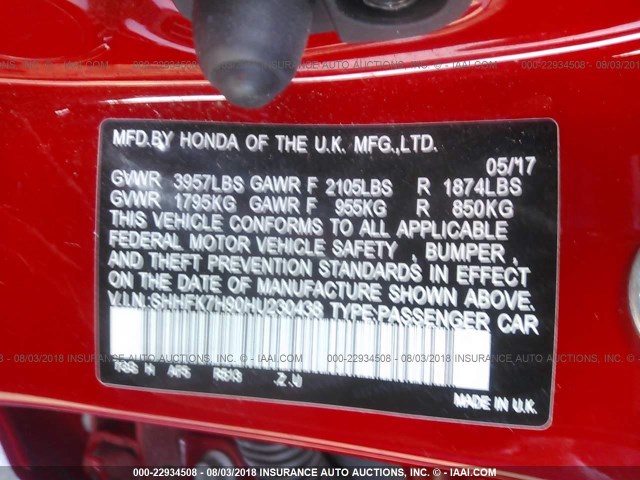 000-22934508 - 08/03/2018 INSURANCE AUTO AUCTIONS - © IAAI.COM
MFD.BY HONDA OF THE U.K. MFG.,LTD.
05/17
GVWR 3957LBS GAWR F 2105LBS R 1874LBS
GVWR 1795KG GAWR F 955KG R 850KG
THIS VEHICLE CONFORMS TO ALL APPLICABLE
FEDERAL MOTOR VEHICLE SAFETY , BUMPER ,
AND THEFT PREVENTION STANDARDS IN EFFECT
ON THE DATE OF MANUFACTURE SHOWN ABOVE.
V.I.N.:SHHFK7H90HU230438 TYPE:PASSENGER CAR
000-22934508 - 08/03/2018 INSURANCE AUTO AUCTIONS - © IAAI.COM
R513
MADE IN U.K.
000-22934508 - 08/03/2018 INSURANCE AUTO AUCTIONS - © IAAI.COM